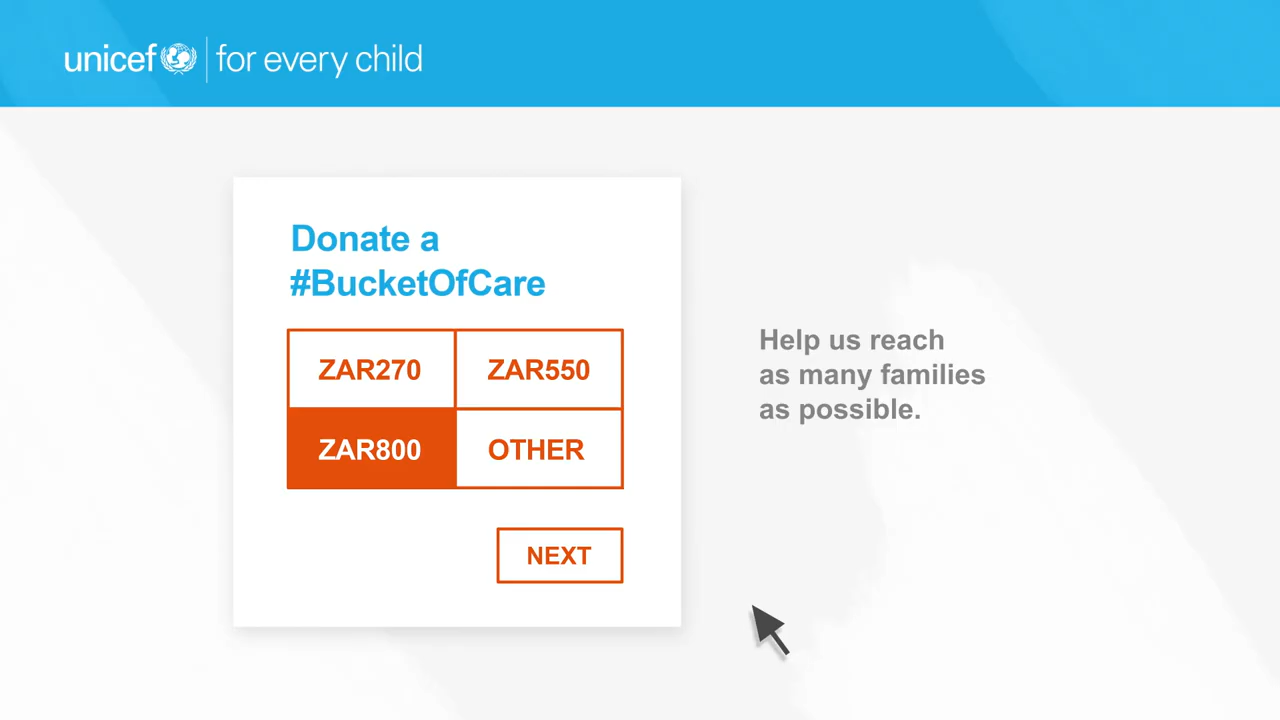 unicef for every child
Donate a
#BucketOfCare
ZAR270 ZAR550
ZAR800 OTHER
NEXT
Help us reach
as many families
as possible.